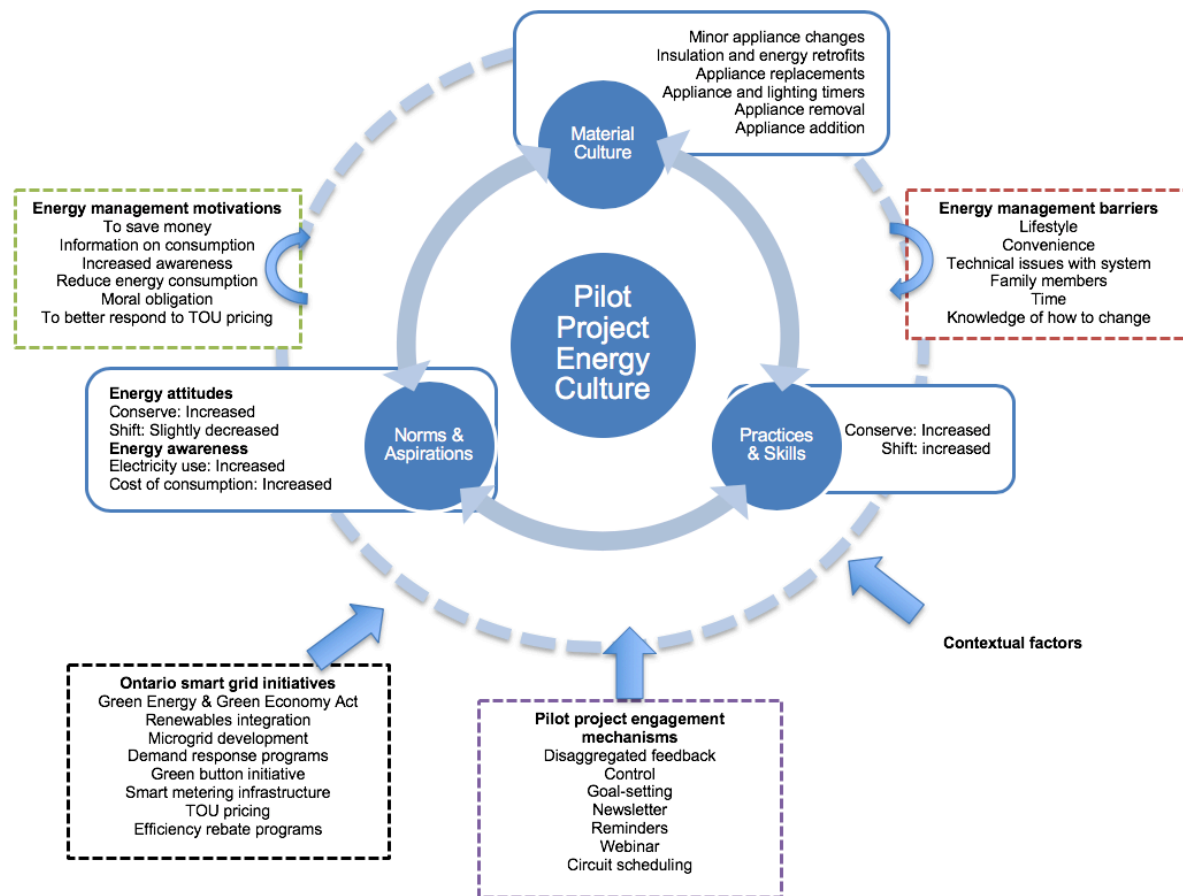 Minor appliance changes
Insulation and energy retrofits
Appliance replacements
Appliance and lighting timers
Appliance removal
Appliance addition
Material
Culture
Energy management motivations
To save money
Information on consumption
Increased awareness
Reduce energy consumption
Moral obligation
To better respond to TOU pricing
Energy management barriers
Lifestyle
Convenience
Technical issues with system
Family members
Time
Knowledge of how to change
Pilot
Project
Energy
Culture
Energy attitudes
Conserve: Increased
Shift: Slightly decreased
Energy awareness
Electricity use: Increased
Cost of consumption: Increased
Norms &
Aspirations
Practices
& Skills
Conserve: Increased
Shift: increased
Contextual factors
Ontario smart grid initiatives
Green Energy & Green Economy Act
Renewables integration
Microgrid development
Demand response programs
Green button initiative
Smart metering infrastructure
TOU pricing
Efficiency rebate programs
Pilot project engagement
mechanisms
Disaggregated feedback
Control
Goal-setting
Newsletter
Reminders
Webinar
Circuit scheduling